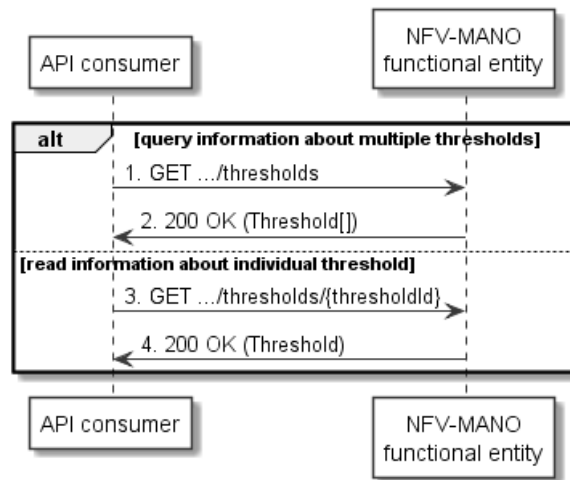 API consumer
NFV-MANO
functional entity
alt
[query information about multiple thresholds]
1. GET .../thresholds
2. 200 OK (Threshold[])
[read information about individual threshold]
3. GET .../thresholds/{thresholdId}
4. 200 OK (Threshold)
API consumer
NFV-MANO
functional entity